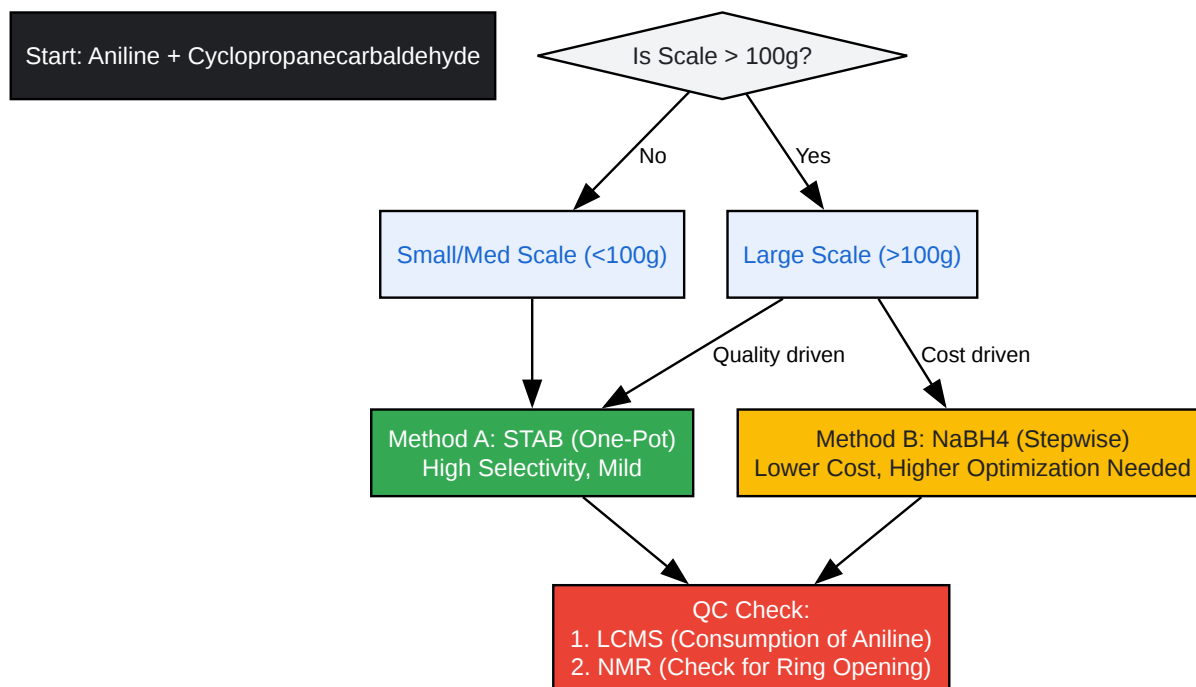 Start: Aniline + Cyclopropanecarbaldehyde
Is Scale > 100g?
No
Yes
Small/Med Scale (<100g)
Large Scale (>100g)
Quality driven
Cost driven
Method A: STAB (One-Pot)
High Selectivity, Mild
Method B: NaBH4 (Stepwise)
Lower Cost, Higher Optimization Needed
QC Check:
1. LCMS (Consumption of Aniline)
2. NMR (Check for Ring Opening)